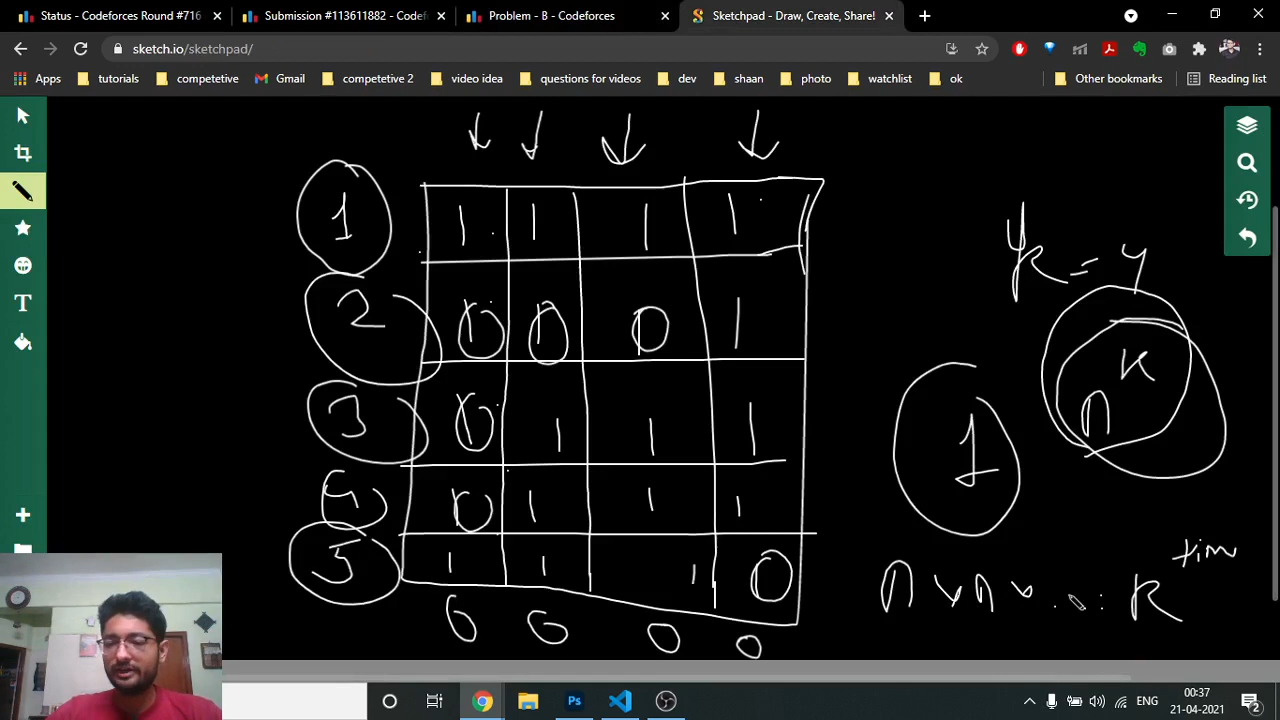 Status - Codeforces Round #716
Submission #113611882 - Codef
Problem - B - Codeforces
Sketchpad - Draw, Create, Share!
sketch.io/sketchpad/
Apps tutorials competetive Gmail competetive 2 video idea questions for videos dev shaan photo watchlist ok Other bookmarks Reading list
1 1 1 1 1
2 0 0 0 1
3 0 1 1 1
4 0 1 1 1
5 1 1 1 0
0 0 0 0
K = 4
K
n
1
n x n x . . : K time
T
ENG
00:37
21-04-2021
2
Ps